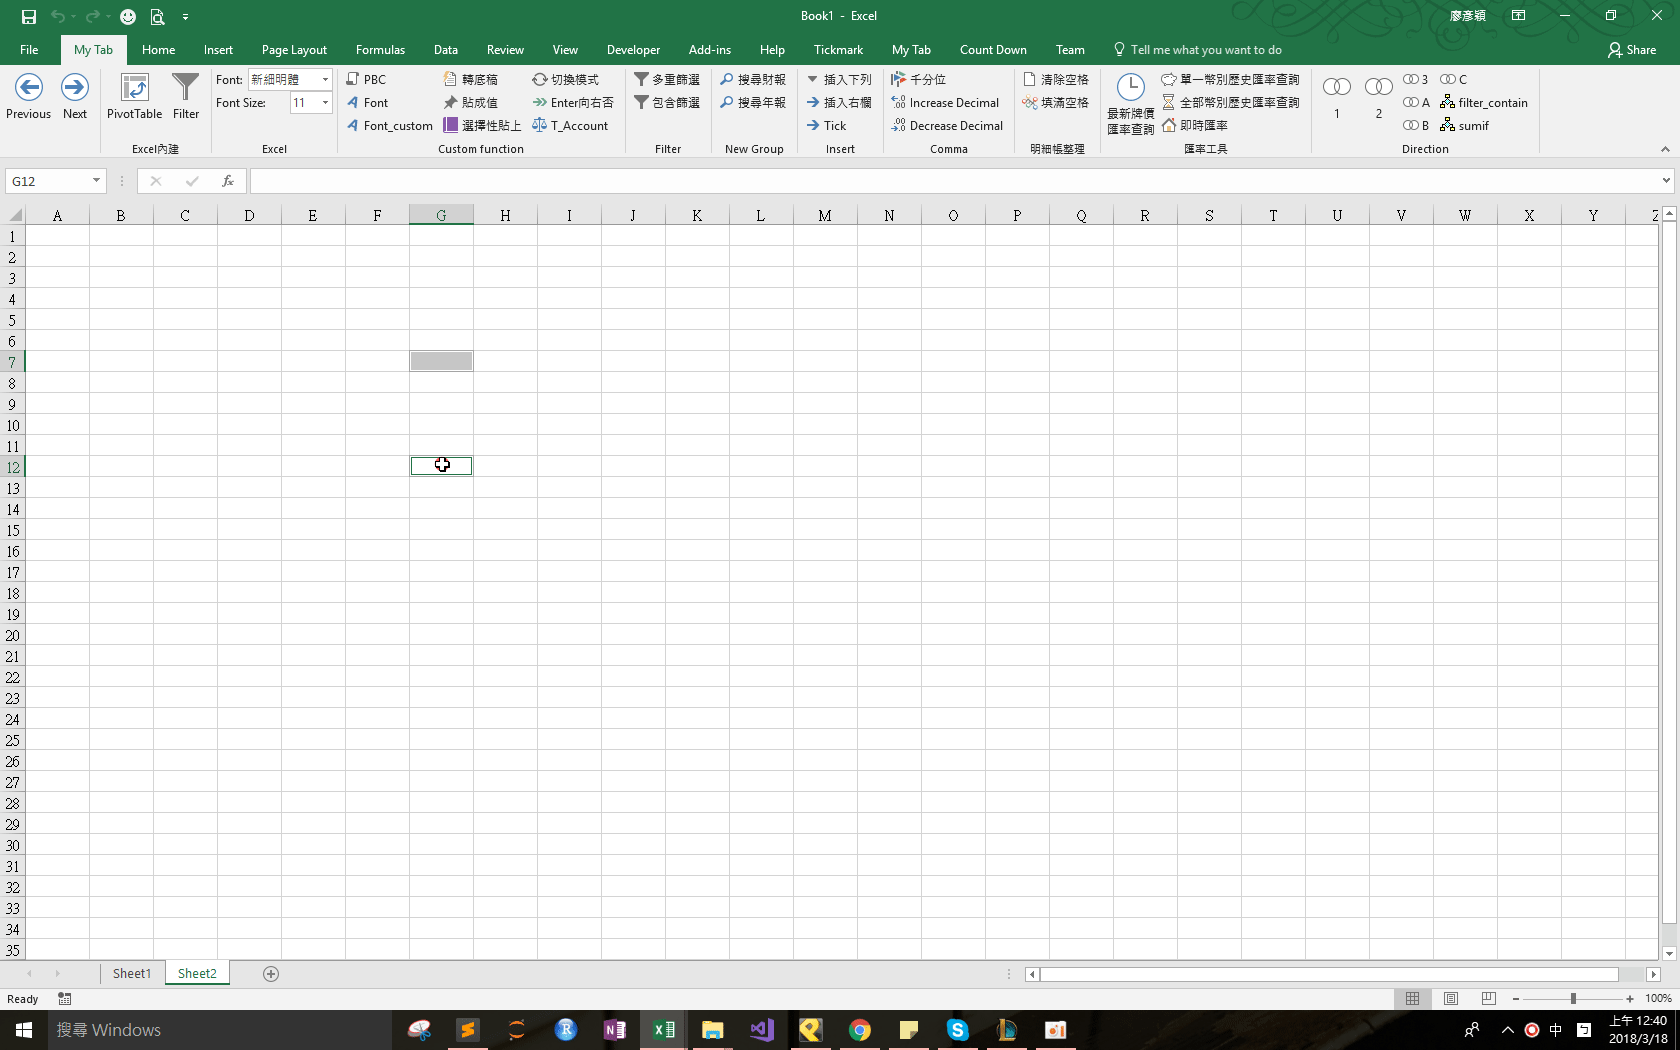 Book1 - Excel
廖彥穎
File My Tab Home Insert Page Layout Formulas Data Review View Developer Add-ins Help Tickmark My Tab Count Down Team Tell me what you want to do Share
Previous Next PivotTable Filter
Excel內建
Font: 新細明體
Font Size: 11
Excel
PBC 轉底稿 切換模式
Font 貼成值 Enter向右否
Font_custom 選擇性貼上 T_Account
Custom function
多重篩選
包含篩選
Filter
搜尋財報
搜尋年報
New Group
插入下列
插入右欄
Tick
Insert
千分位
Increase Decimal
Decrease Decimal
Comma
清除空格
填滿空格
明細帳整理
最新牌價
匯率查詢
單一幣別歷史匯率查詢
全部幣別歷史匯率查詢
即時匯率
匯率工具
1 2
3 C
A filter_contain
B sumif
Direction
G12 fx
A B C D E F G H I J K L M N O P Q R S T U V W X Y Z
1
2
3
4
5
6
7
8
9
10
11
12
13
14
15
16
17
18
19
20
21
22
23
24
25
26
27
28
29
30
31
32
33
34
35
Sheet1 Sheet2
Ready 100%
搜尋 Windows
中
上午 12:40
2018/3/18